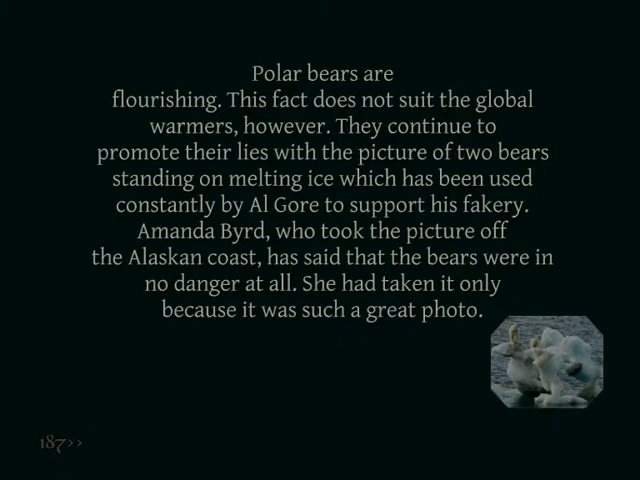 Polar bears are
flourishing. This fact does not suit the global
warmers, however. They continue to
promote their lies with the picture of two bears
standing on melting ice which has been used
constantly by Al Gore to support his fakery.
Amanda Byrd, who took the picture off
the Alaskan coast, has said that the bears were in
no danger at all. She had taken it only
because it was such a great photo.
187>>